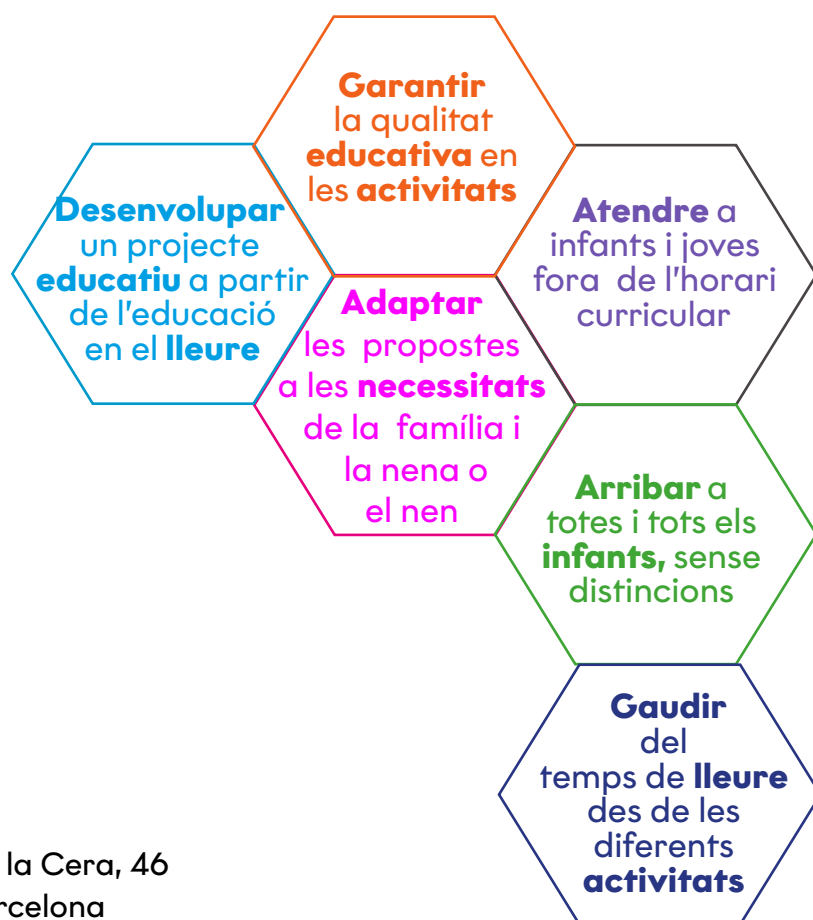 Garantir
la qualitat
educativa en
les activitats
Desenvolupar
un projecte
educatiu a partir
de l'educació
en el lleure
Atendre a
infants i joves
fora de l'horari
curricular
Adaptar
les propostes
a les necessitats
de la família i
la nena o
el nen
Arribar a
totes i tots els
infants, sense
distincions
Gaudir
del
temps de lleure
des de les
diferents
activitats
la Cera, 46
rcelona